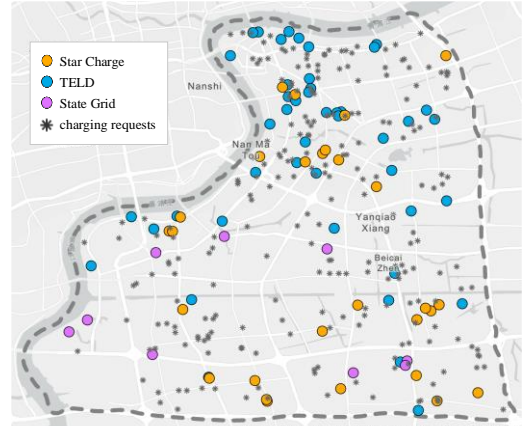 Star Charge
TELD
State Grid
charging requests
Nanshi
Nan Ma
Tou
Yanqiao
Xiang
Beicai
Zhen